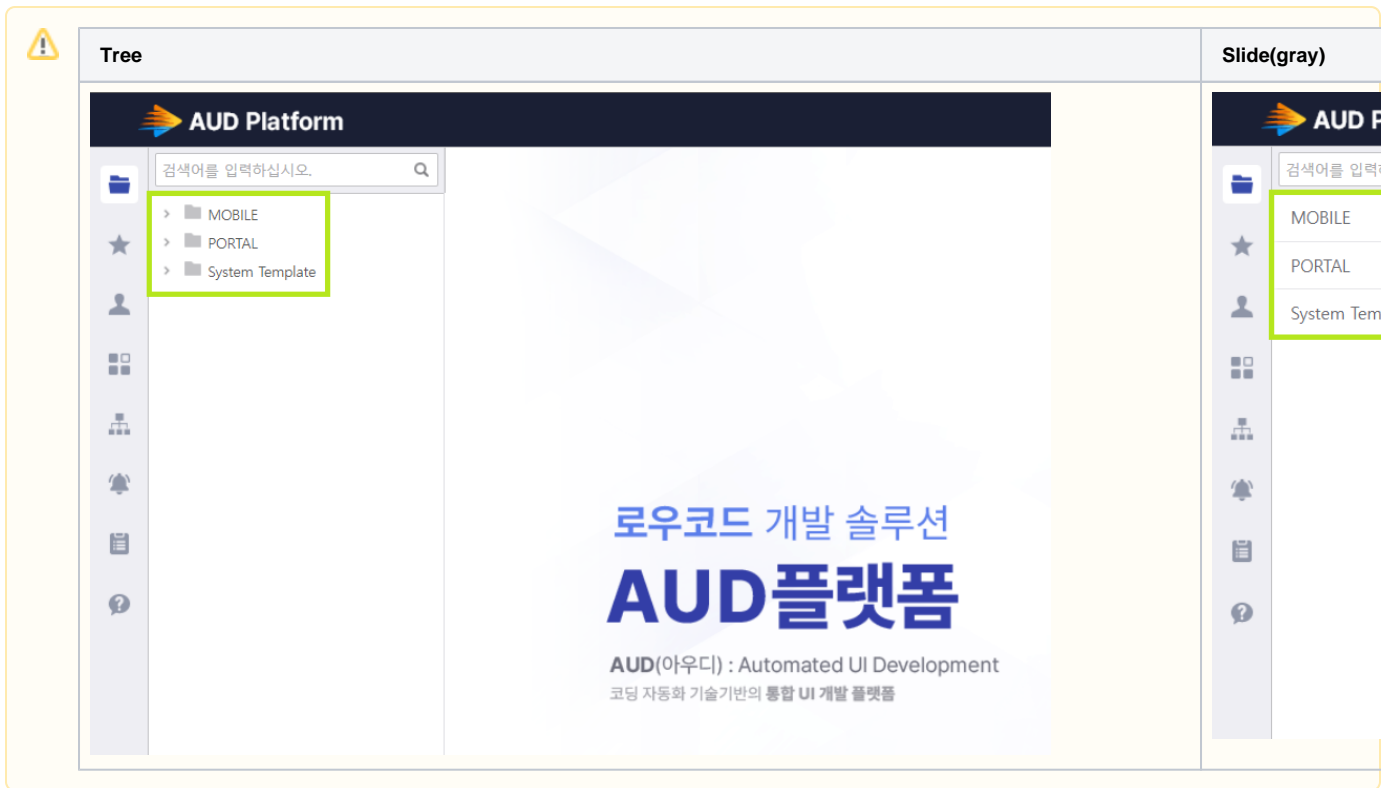 Tree
Slide(gray)
AUD Platform
검색어를 입력하십시오.
MOBILE
PORTAL
System Template
로우코드 개발 솔루션
AUD플랫폼
AUD(아우디) : Automated UI Development
코딩 자동화 기술기반의 통합 UI 개발 플랫폼
AUD
검색어를
MOBILE
PORTAL
System